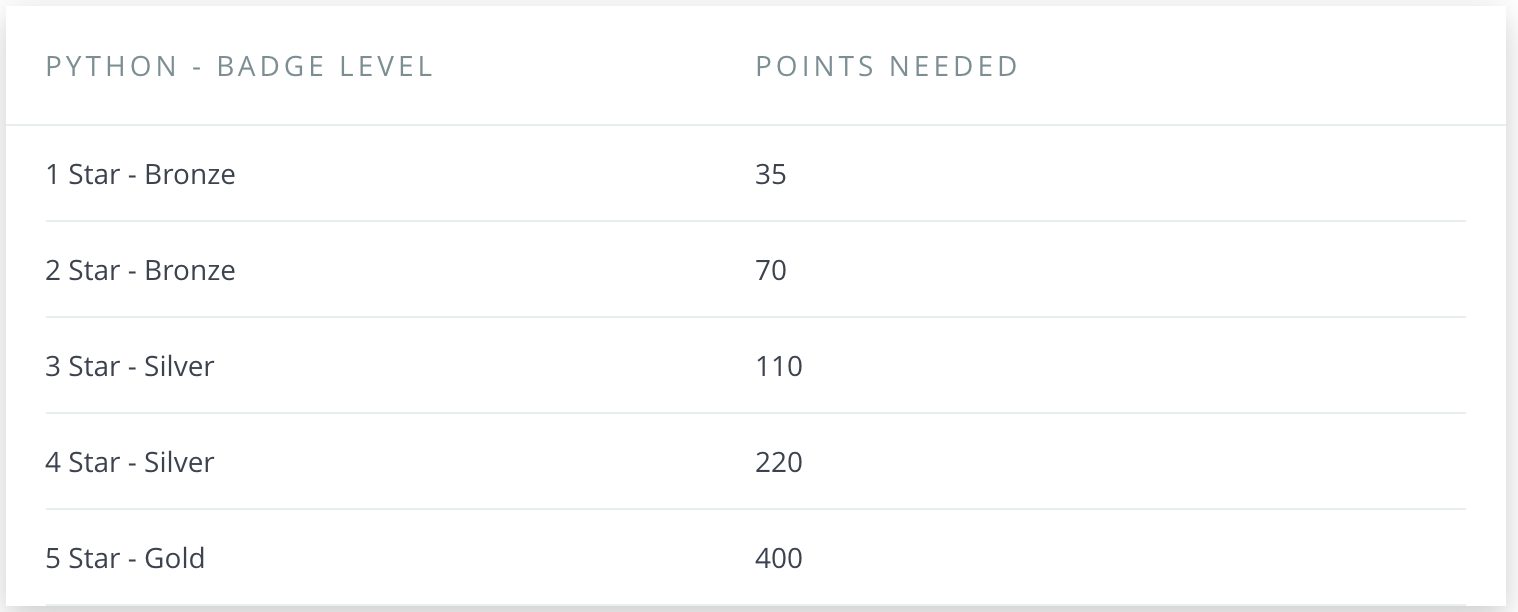 PYTHON - BADGE LEVEL POINTS NEEDED
1 Star - Bronze 35
2 Star - Bronze 70
3 Star - Silver 110
4 Star - Silver 220
5 Star - Gold 400